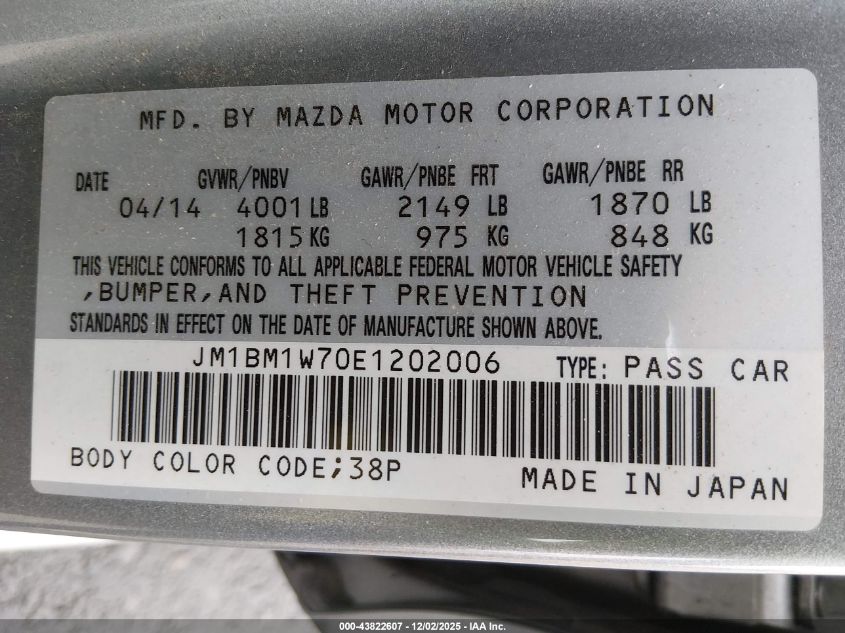 MFD. BY MAZDA MOTOR CORPORATION
DATE GVWR/PNBV GAWR/PNBE FRT GAWR/PNBE RR
04/14 4001 LB 2149 LB 1870 LB
1815 KG 975 KG 848 KG
THIS VEHICLE CONFORMS TO ALL APPLICABLE FEDERAL MOTOR VEHICLE SAFETY
,BUMPER,AND THEFT PREVENTION
STANDARDS IN EFFECT ON THE DATE OF MANUFACTURE SHOWN ABOVE.
JM1BM1W70E1202006 TYPE: PASS CAR
BODY COLOR CODE;38P MADE IN JAPAN
000-43822607 - 12/02/2025 - IAA Inc.